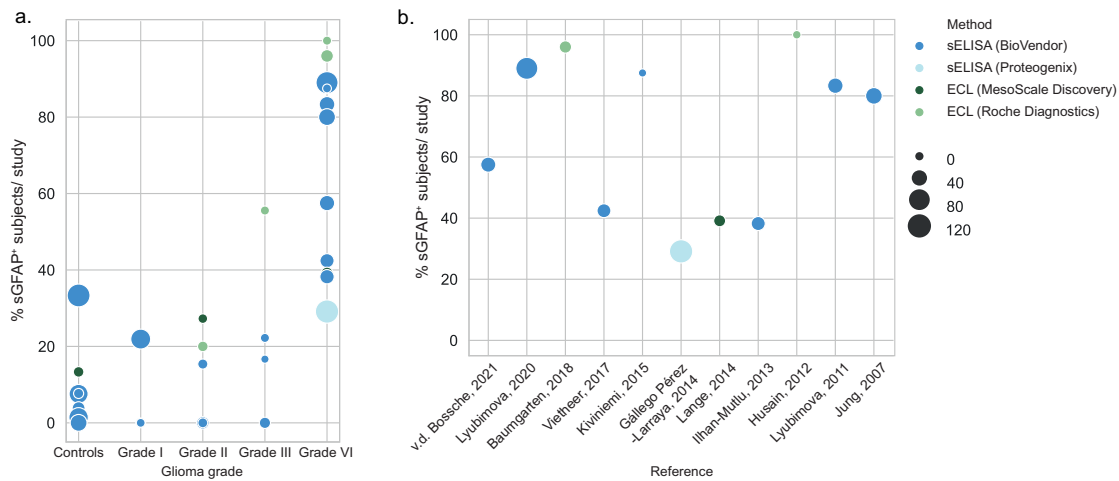 a.
% sGFAP⁺ subjects/ study
100
80
60
40
20
0
Controls
Grade I
Grade II
Grade III
Grade VI
Glioma grade
b.
% sGFAP⁺ subjects/ study
100
80
60
40
20
0
v.d. Bossche, 2021
Lyubimova, 2020
Baumgarten, 2018
Vietheer, 2017
Kiviniemi, 2015
Gállego Pérez
-Larraya, 2014
Lange, 2014
Ilhan-Mutlu, 2013
Husain, 2012
Lyubimova, 2011
Jung, 2007
Reference
Method
sELISA (BioVendor)
sELISA (Proteogenix)
ECL (MesoScale Discovery)
ECL (Roche Diagnostics)
0
40
80
120